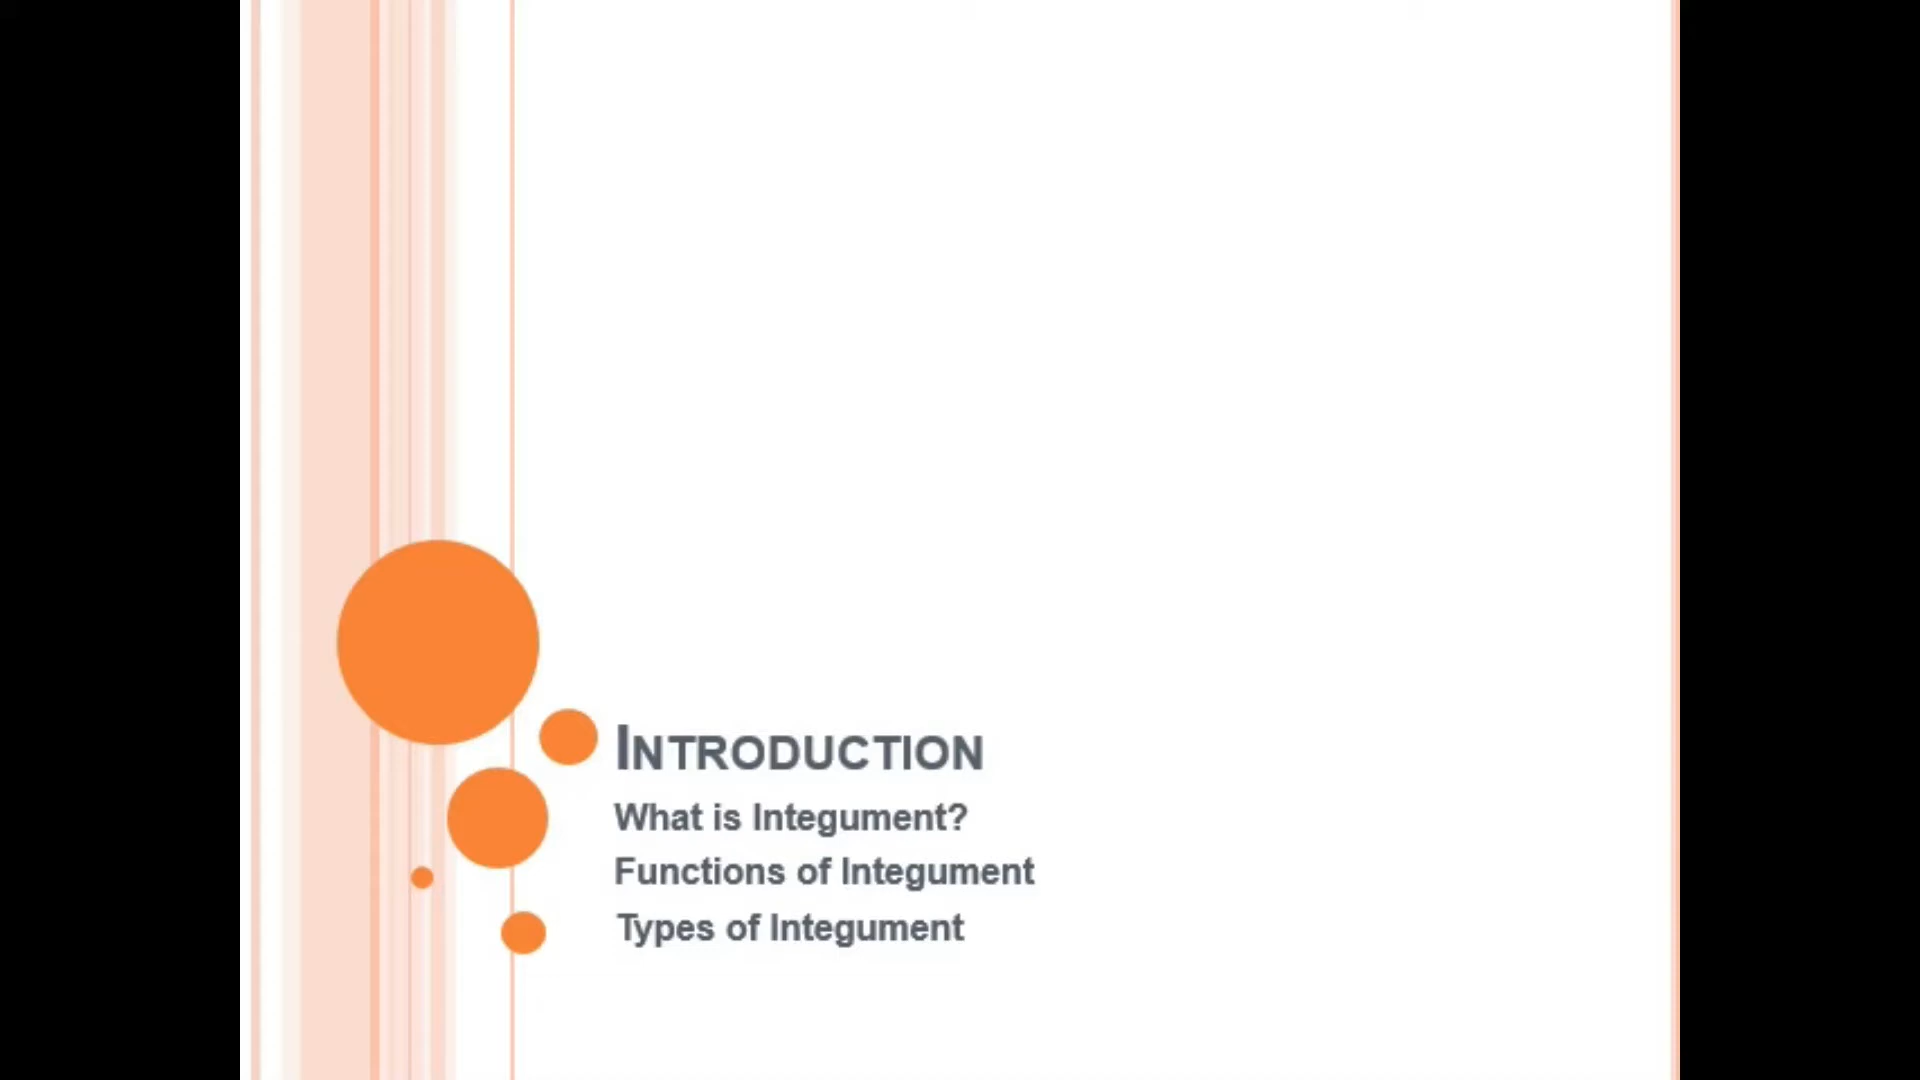 INTRODUCTION
What is Integument?
Functions of Integument
Types of Integument